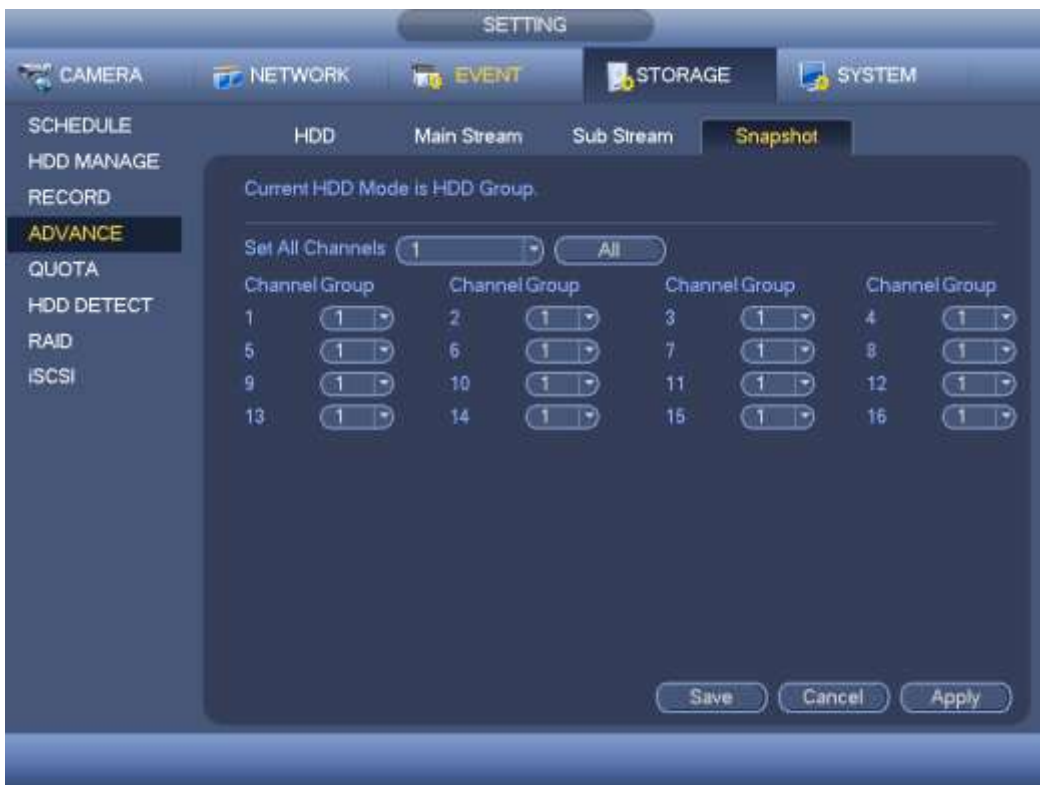 SETTING
CAMERA NETWORK EVENT STORAGE SYSTEM
SCHEDULE
HDD MANAGE
RECORD
ADVANCE
QUOTA
HDD DETECT
RAID
iSCSI
HDD Main Stream Sub Stream Snapshot
Current HDD Mode is HDD Group.
Set All Channels 1 All
Channel Group Channel Group Channel Group Channel Group
1 1 2 1 3 1 4 1
5 1 6 1 7 1 8 1
9 1 10 1 11 1 12 1
13 1 14 1 15 1 16 1
Save Cancel Apply